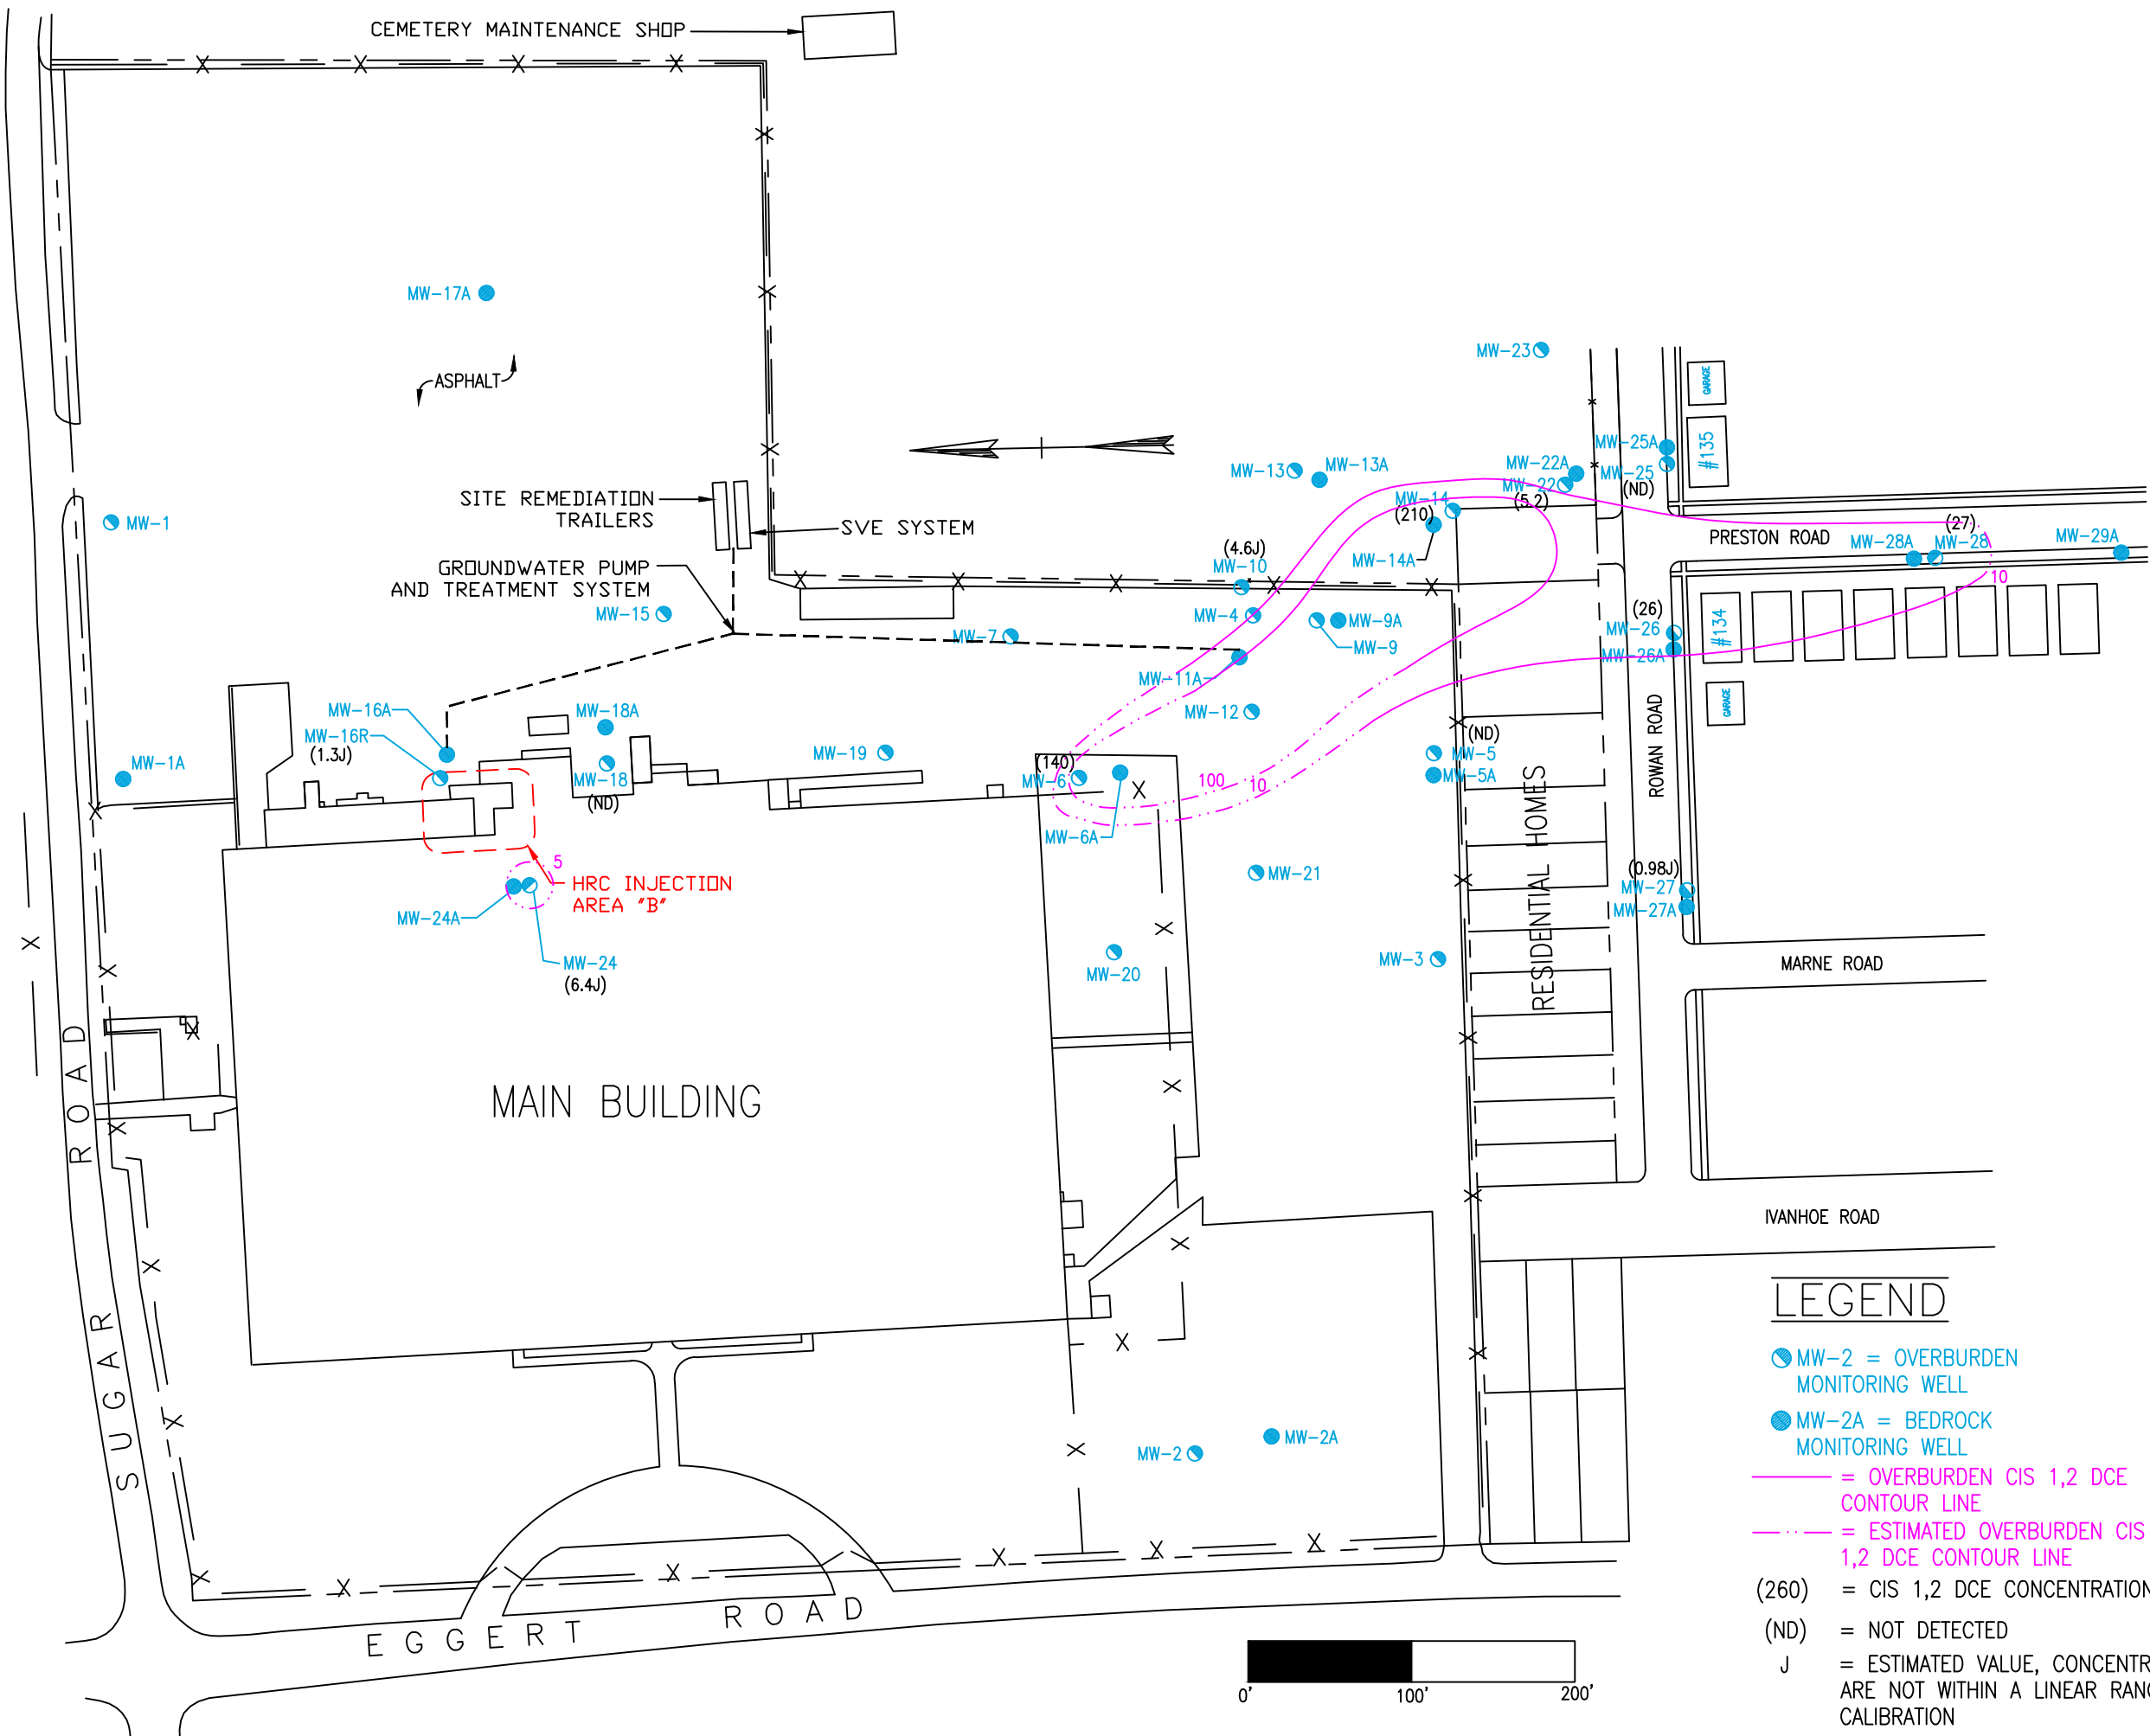 CEMETERY MAINTENANCE SHOP
MW-17A
ASPHALT
MW-23
GARAGE
#135
MW-25A
MW-25
(ND)
MW-22A
MW-22
(5.2)
MW-13
MW-13A
MW-14
(210)
MW-14A
SITE REMEDIATION
TRAILERS
SVE SYSTEM
MW-1
GROUNDWATER PUMP
AND TREATMENT SYSTEM
MW-15
MW-7
(4.6J)
MW-10
MW-4
MW-9A
MW-9
MW-11A
MW-12
PRESTON ROAD
(27)
MW-28A
MW-28
MW-29A
10
(26)
MW-26
MW-26A
#134
GARAGE
ROWAN ROAD
MW-16A
MW-16R
(1.3J)
MW-18A
MW-18
(ND)
MW-19
MW-1A
(140)
MW-6
MW-6A
100
10
(ND)
MW-5
MW-5A
RESIDENTIAL HOMES
5
HRC INJECTION
AREA "B"
MW-24A
MW-24
(6.4J)
MW-21
MW-20
MW-3
(0.98J)
MW-27
MW-27A
MARNE ROAD
MAIN BUILDING
IVANHOE ROAD
SUGAR ROAD
MW-2
MW-2A
EGGERT ROAD
0'
100'
200'
LEGEND
MW-2 = OVERBURDEN
MONITORING WELL
MW-2A = BEDROCK
MONITORING WELL
= OVERBURDEN CIS 1,2 DCE
CONTOUR LINE
= ESTIMATED OVERBURDEN CIS
1,2 DCE CONTOUR LINE
(260) = CIS 1,2 DCE CONCENTRATION
(ND) = NOT DETECTED
J = ESTIMATED VALUE, CONCENTR
ARE NOT WITHIN A LINEAR RAN
CALIBRATION